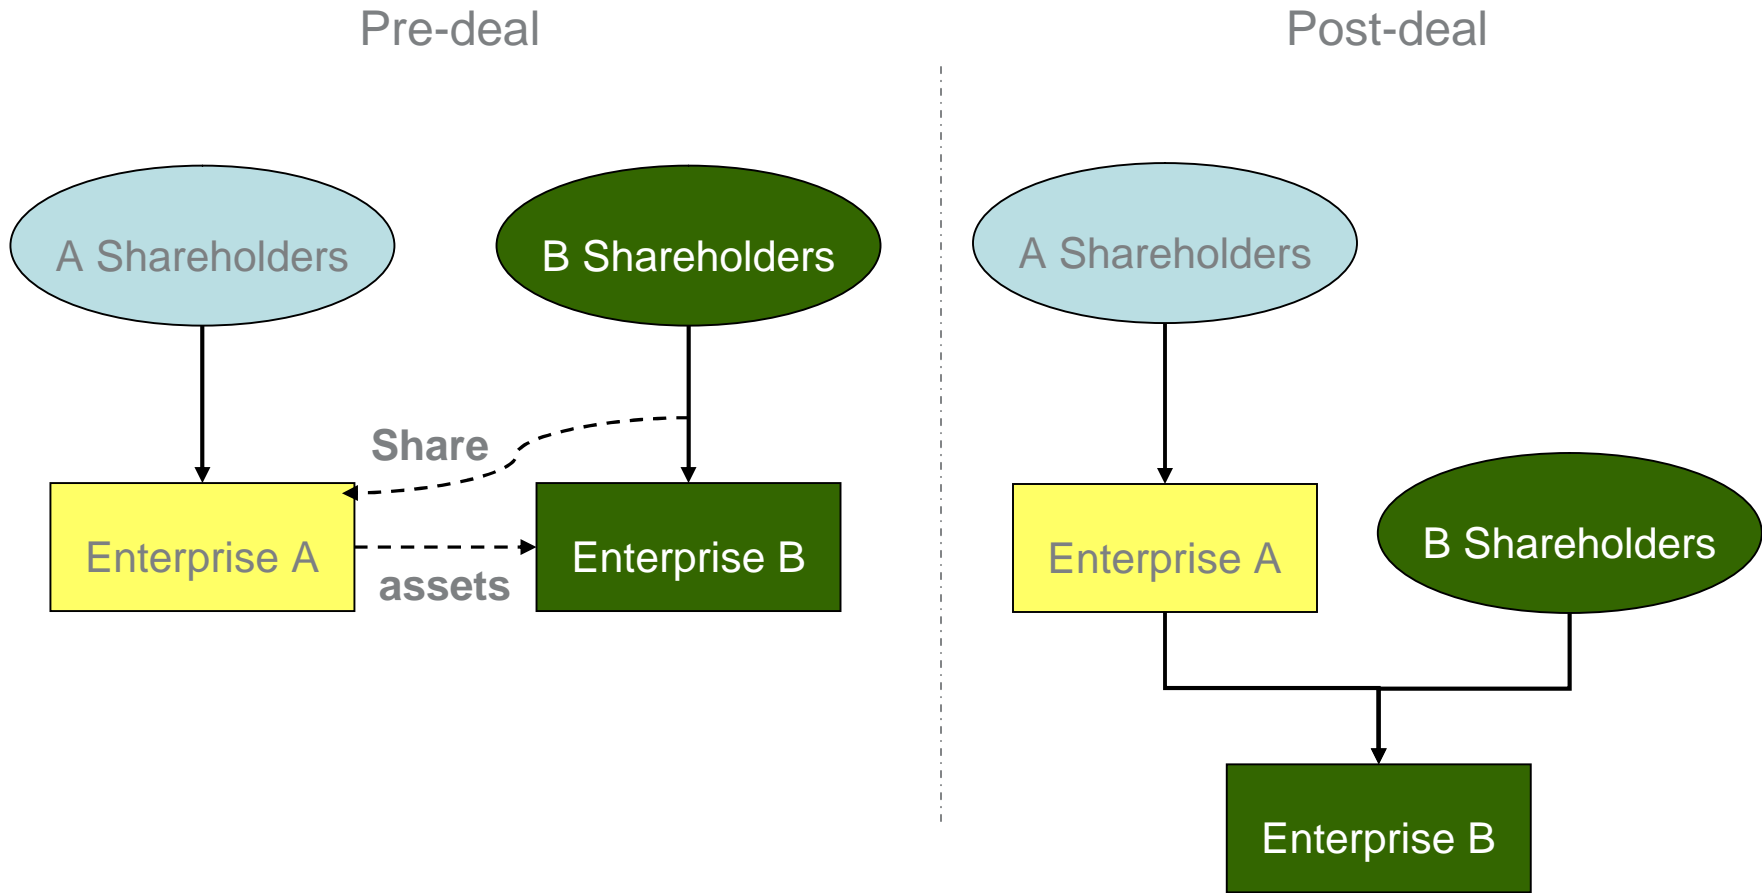 Pre-deal
Post-deal
A Shareholders
B Shareholders
Share
Enterprise A
assets
Enterprise B
A Shareholders
Enterprise A
B Shareholders
Enterprise B